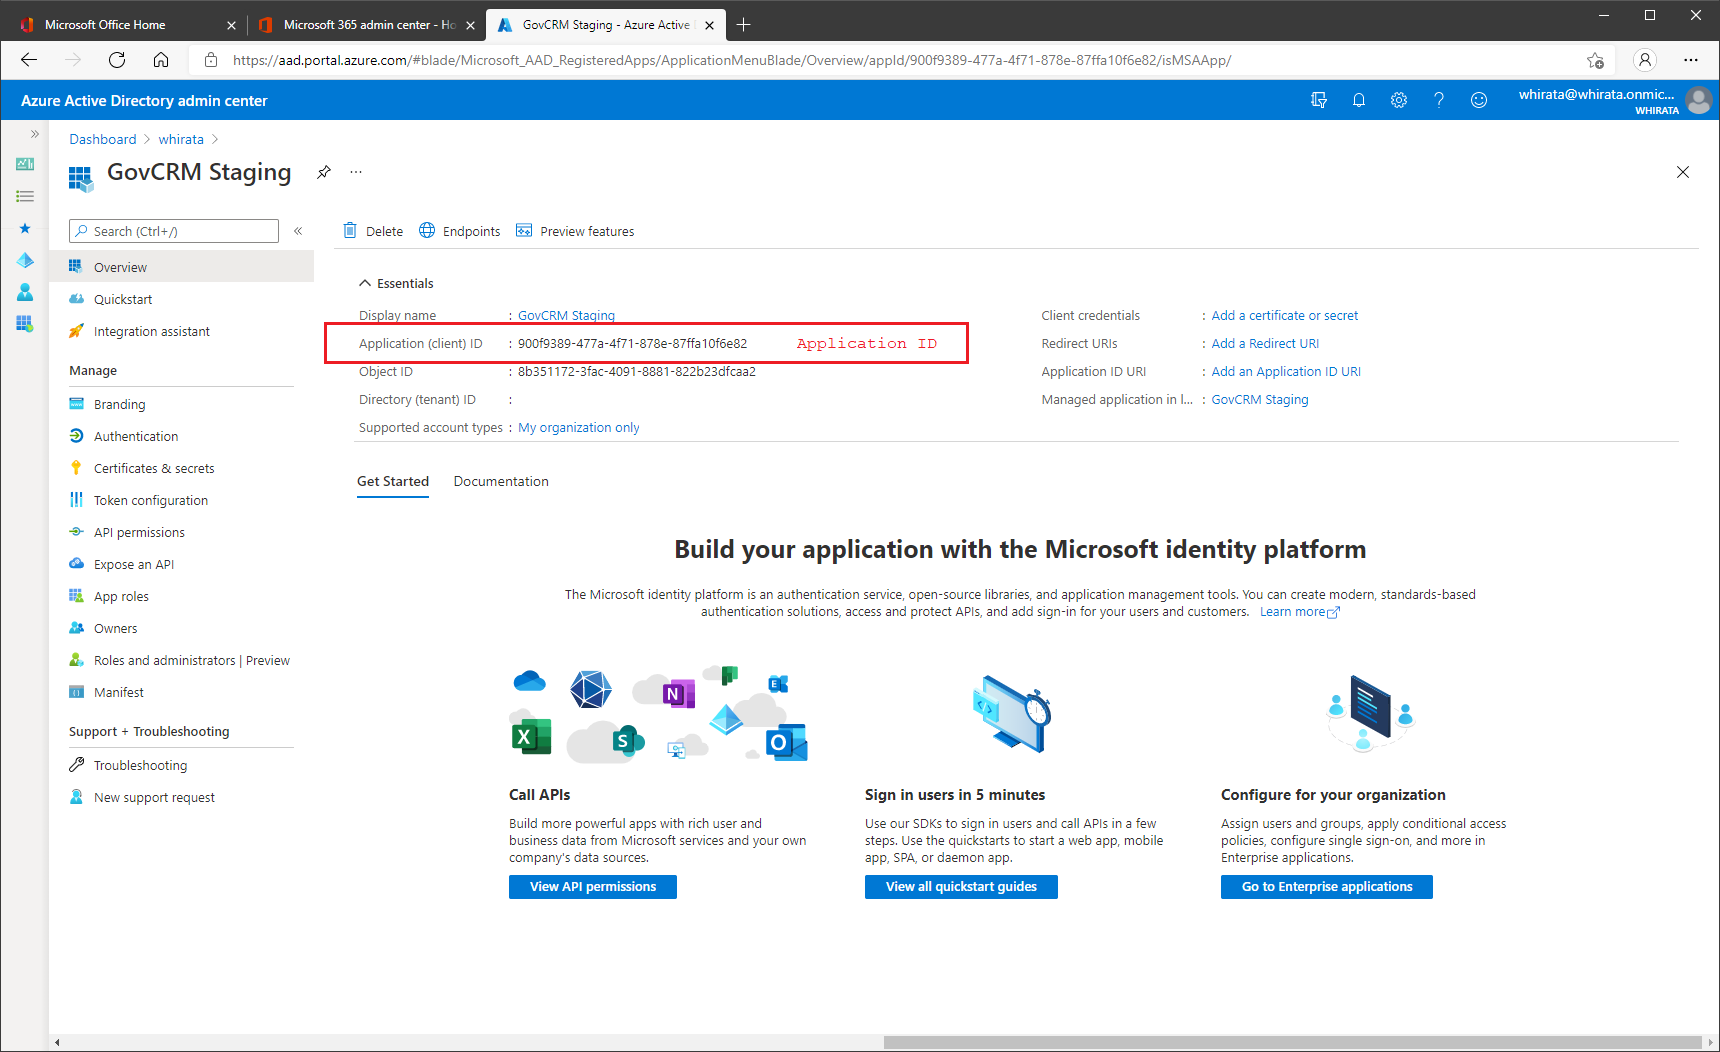 Microsoft Office Home
Microsoft 365 admin center - Ho
GovCRM Staging - Azure Active
https://aad.portal.azure.com/#blade/Microsoft_AAD_RegisteredApps/ApplicationMenuBlade/Overview/appId/900f9389-477a-4f71-878e-87ffa10f6e82/isMSAApp/
Azure Active Directory admin center
whirata@whirata.onmic...
WHIRATA
Dashboard > whirata >
GovCRM Staging
Search (Ctrl+/)
Overview
Quickstart
Integration assistant
Manage
Branding
Authentication
Certificates & secrets
Token configuration
API permissions
Expose an API
App roles
Owners
Roles and administrators | Preview
Manifest
Support + Troubleshooting
Troubleshooting
New support request
Delete Endpoints Preview features
Essentials
Display name : GovCRM Staging
Application (client) ID : 900f9389-477a-4f71-878e-87ffa10f6e82 Application ID
Object ID : 8b351172-3fac-4091-8881-822b23dfcaa2
Directory (tenant) ID :
Supported account types : My organization only
Client credentials : Add a certificate or secret
Redirect URIs : Add a Redirect URI
Application ID URI : Add an Application ID URI
Managed application in l... : GovCRM Staging
Get Started Documentation
Build your application with the Microsoft identity platform
The Microsoft identity platform is an authentication service, open-source libraries, and application management tools. You can create modern, standards-based
authentication solutions, access and protect APIs, and add sign-in for your users and customers. Learn more
N
E
X
S
O
Call APIs
Build more powerful apps with rich user and
business data from Microsoft services and your own
company's data sources.
View API permissions
Sign in users in 5 minutes
Use our SDKs to sign in users and call APIs in a few
steps. Use the quickstarts to start a web app, mobile
app, SPA, or daemon app.
View all quickstart guides
Configure for your organization
Assign users and groups, apply conditional access
policies, configure single sign-on, and more in
Enterprise applications.
Go to Enterprise applications